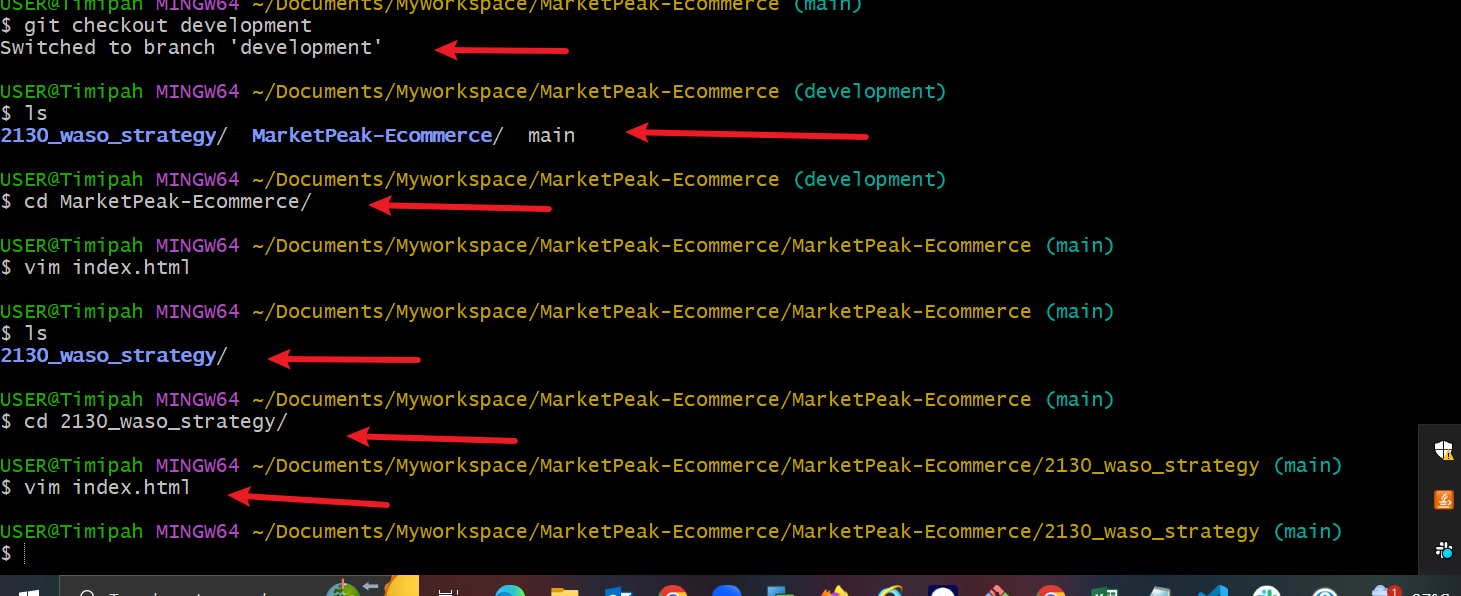 USER@Timipah MINGW64 ~/Documents/Myworkspace/MarketPeak-Ecommerce (main)
$ git checkout development
Switched to branch 'development'
USER@Timipah MINGW64 ~/Documents/Myworkspace/MarketPeak-Ecommerce (development)
$ ls
2130_waso_strategy/  MarketPeak-Ecommerce/  main
USER@Timipah MINGW64 ~/Documents/Myworkspace/MarketPeak-Ecommerce (development)
$ cd MarketPeak-Ecommerce/
USER@Timipah MINGW64 ~/Documents/Myworkspace/MarketPeak-Ecommerce/MarketPeak-Ecommerce (main)
$ vim index.html
USER@Timipah MINGW64 ~/Documents/Myworkspace/MarketPeak-Ecommerce/MarketPeak-Ecommerce (main)
$ ls
2130_waso_strategy/
USER@Timipah MINGW64 ~/Documents/Myworkspace/MarketPeak-Ecommerce/MarketPeak-Ecommerce (main)
$ cd 2130_waso_strategy/
USER@Timipah MINGW64 ~/Documents/Myworkspace/MarketPeak-Ecommerce/MarketPeak-Ecommerce/2130_waso_strategy (main)
$ vim index.html
USER@Timipah MINGW64 ~/Documents/Myworkspace/MarketPeak-Ecommerce/MarketPeak-Ecommerce/2130_waso_strategy (main)
$